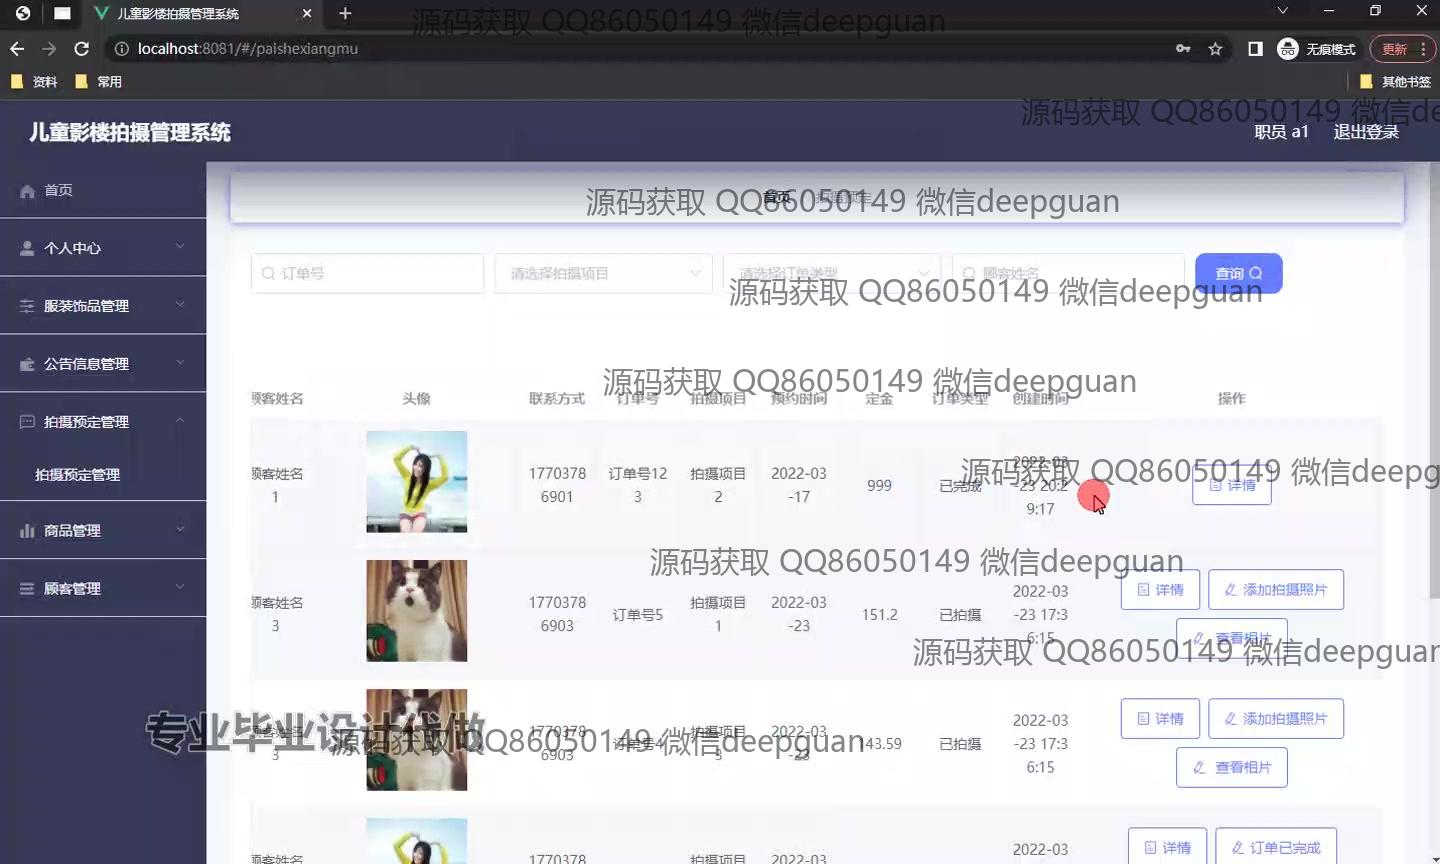 儿童影楼拍摄管理系统
源码获取 QQ86050149 微信deepguan
localhost:8081/#/paishexiangmu
无痕模式
更新
资料
常用
其他书签
儿童影楼拍摄管理系统
源码获取 QQ86050149 微信de
职员 a1
退出登录
首页
个人中心
服装饰品管理
公告信息管理
拍摄预定管理
拍摄预定管理
商品管理
顾客管理
首页
源码获取 QQ86050149 微信deepguan
订单号
请选择拍摄项目
请选择订单类型
顾客姓名
查询
源码获取 QQ86050149 微信deepguan
源码获取 QQ86050149 微信deepguan
顾客姓名 头像 联系方式 订单号 拍摄项目 预约时间 定金 订单类型 创建时间 操作
顾客姓名
1
1770378
6901
订单号12
3
拍摄项目
2
2022-03
-17
999
已完成
2022-03
-23 20:2
9:17
详情
源码获取 QQ86050149 微信deepg
源码获取 QQ86050149 微信deepguan
顾客姓名
3
1770378
6903
订单号5
拍摄项目
1
2022-03
-23
151.2
已拍摄
2022-03
-23 17:3
6:15
详情
添加拍摄照片
查看相片
源码获取 QQ86050149 微信deepguan
专业毕业设计代做
源码获取 QQ86050149 微信deepguan
3
1770378
6903
订单号4
拍摄项目
3
2022-03
-23
43.59
已拍摄
2022-03
-23 17:3
6:15
详情
添加拍摄照片
查看相片
顾客姓名
1770378
拍摄项目
2022-03
2022-03
详情
订单已完成